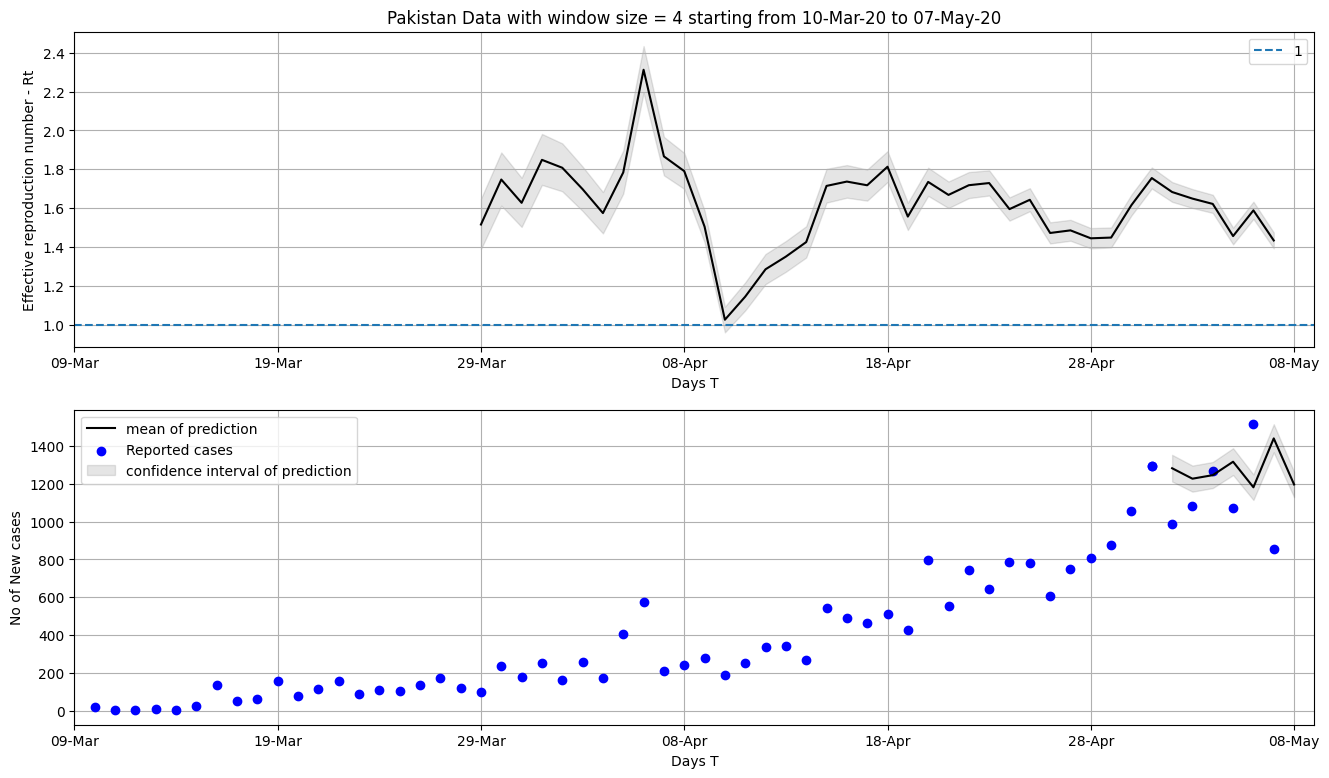 Pakistan Data with window size = 4 starting from 10-Mar-20 to 07-May-20
Effective reproduction number - Rt
2.4
2.2
2.0
1.8
1.6
1.4
1.2
1.0
1
09-Mar 19-Mar 29-Mar 08-Apr 18-Apr 28-Apr 08-May
Days T
No of New cases
1400
1200
1000
800
600
400
200
0
mean of prediction
Reported cases
confidence interval of prediction
09-Mar 19-Mar 29-Mar 08-Apr 18-Apr 28-Apr 08-May
Days T